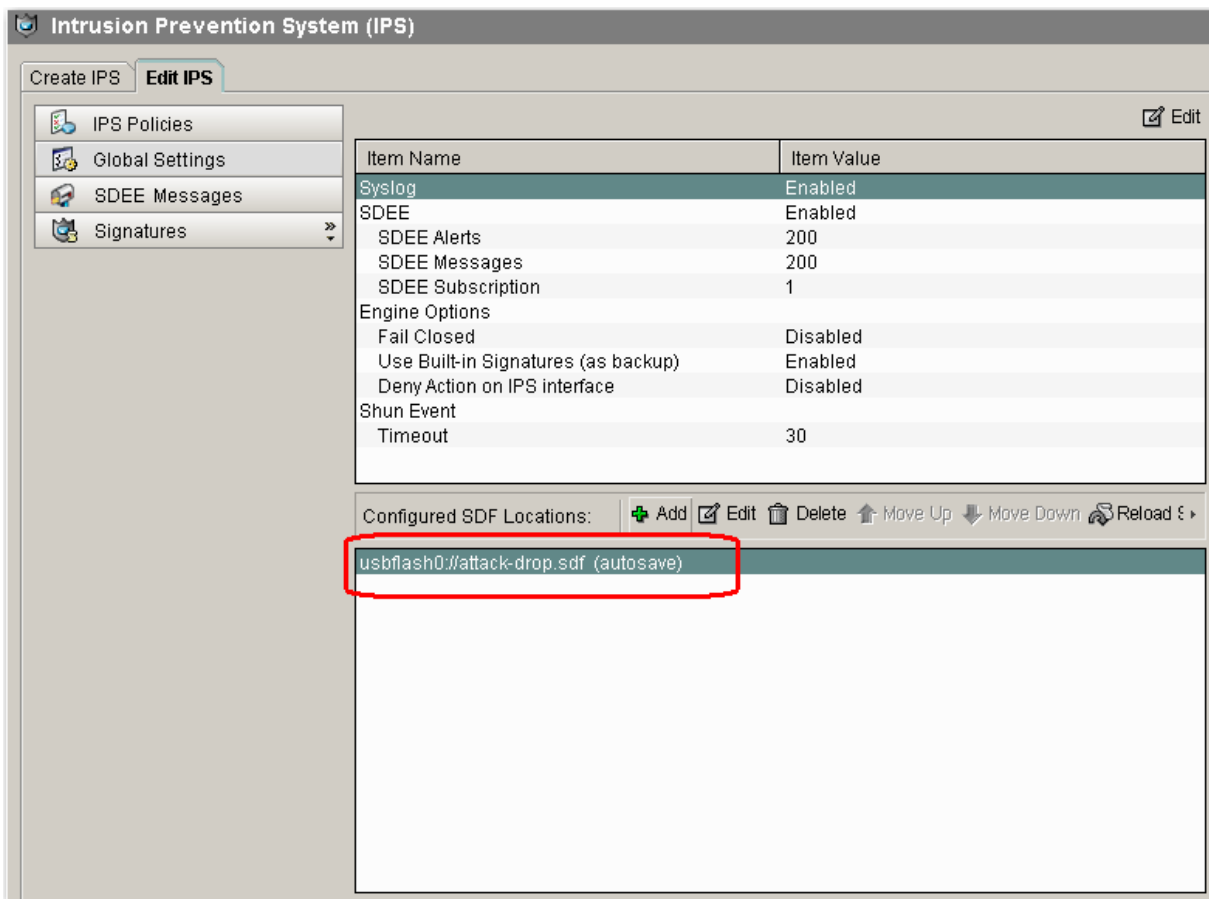 Intrusion Prevention System (IPS)
Create IPS
Edit IPS
IPS Policies
Global Settings
SDEE Messages
Signatures
Edit
Item Name Item Value
Syslog Enabled
SDEE Enabled
SDEE Alerts 200
SDEE Messages 200
SDEE Subscription 1
Engine Options
Fail Closed Disabled
Use Built-in Signatures (as backup) Enabled
Deny Action on IPS interface Disabled
Shun Event
Timeout 30
Configured SDF Locations: Add Edit Delete Move Up Move Down Reload
usbflash0://attack-drop.sdf (autosave)